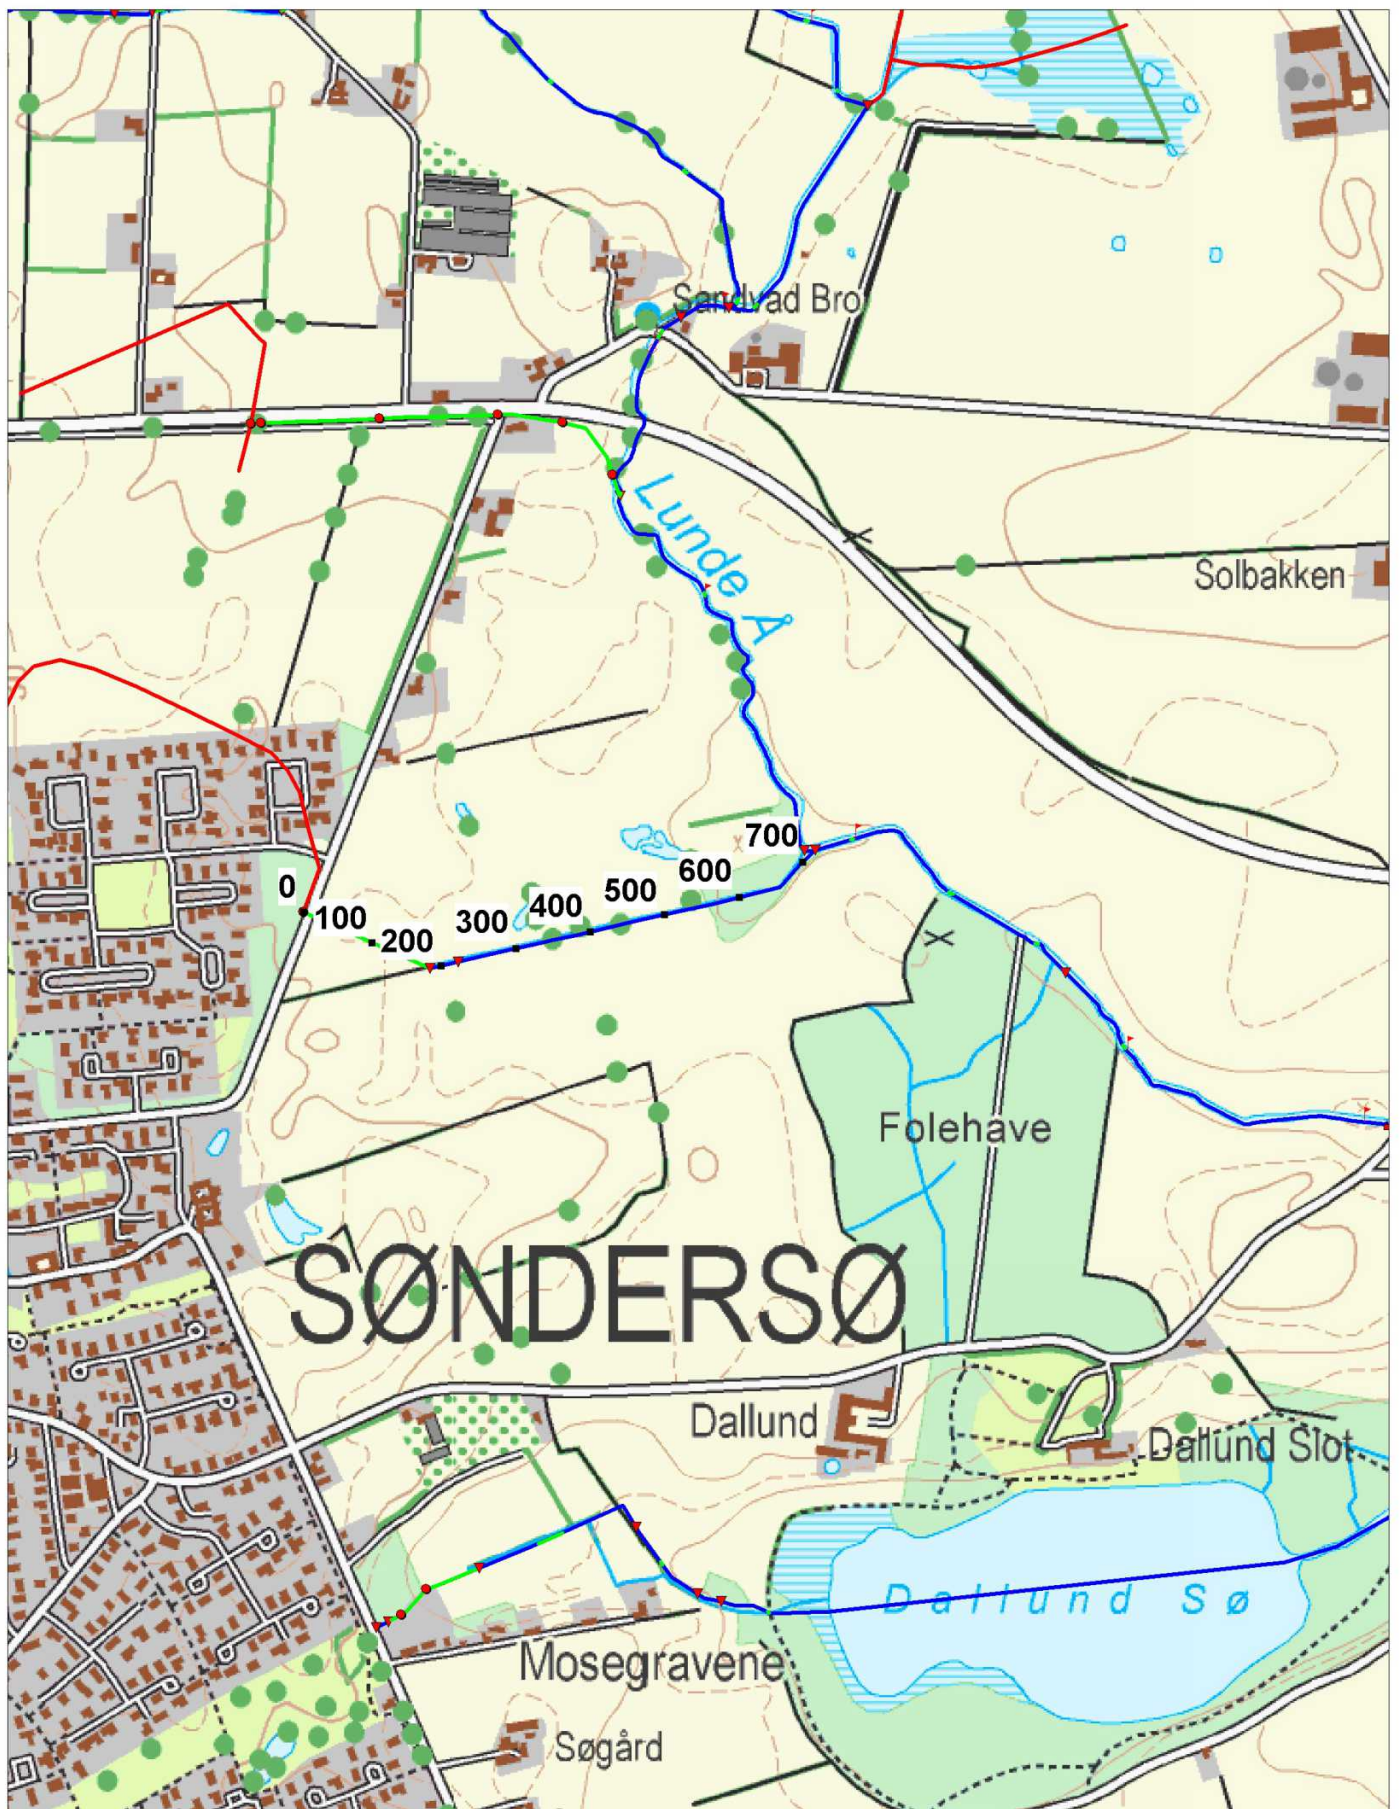 Sandvad Bro
Lunde Å
Solbakken
700
600
500
400
300
200
100
0
Folehave
SØNDERSØ
Dallund
Dallund Slot
Dallund Sø
Mosegravene
Søgård